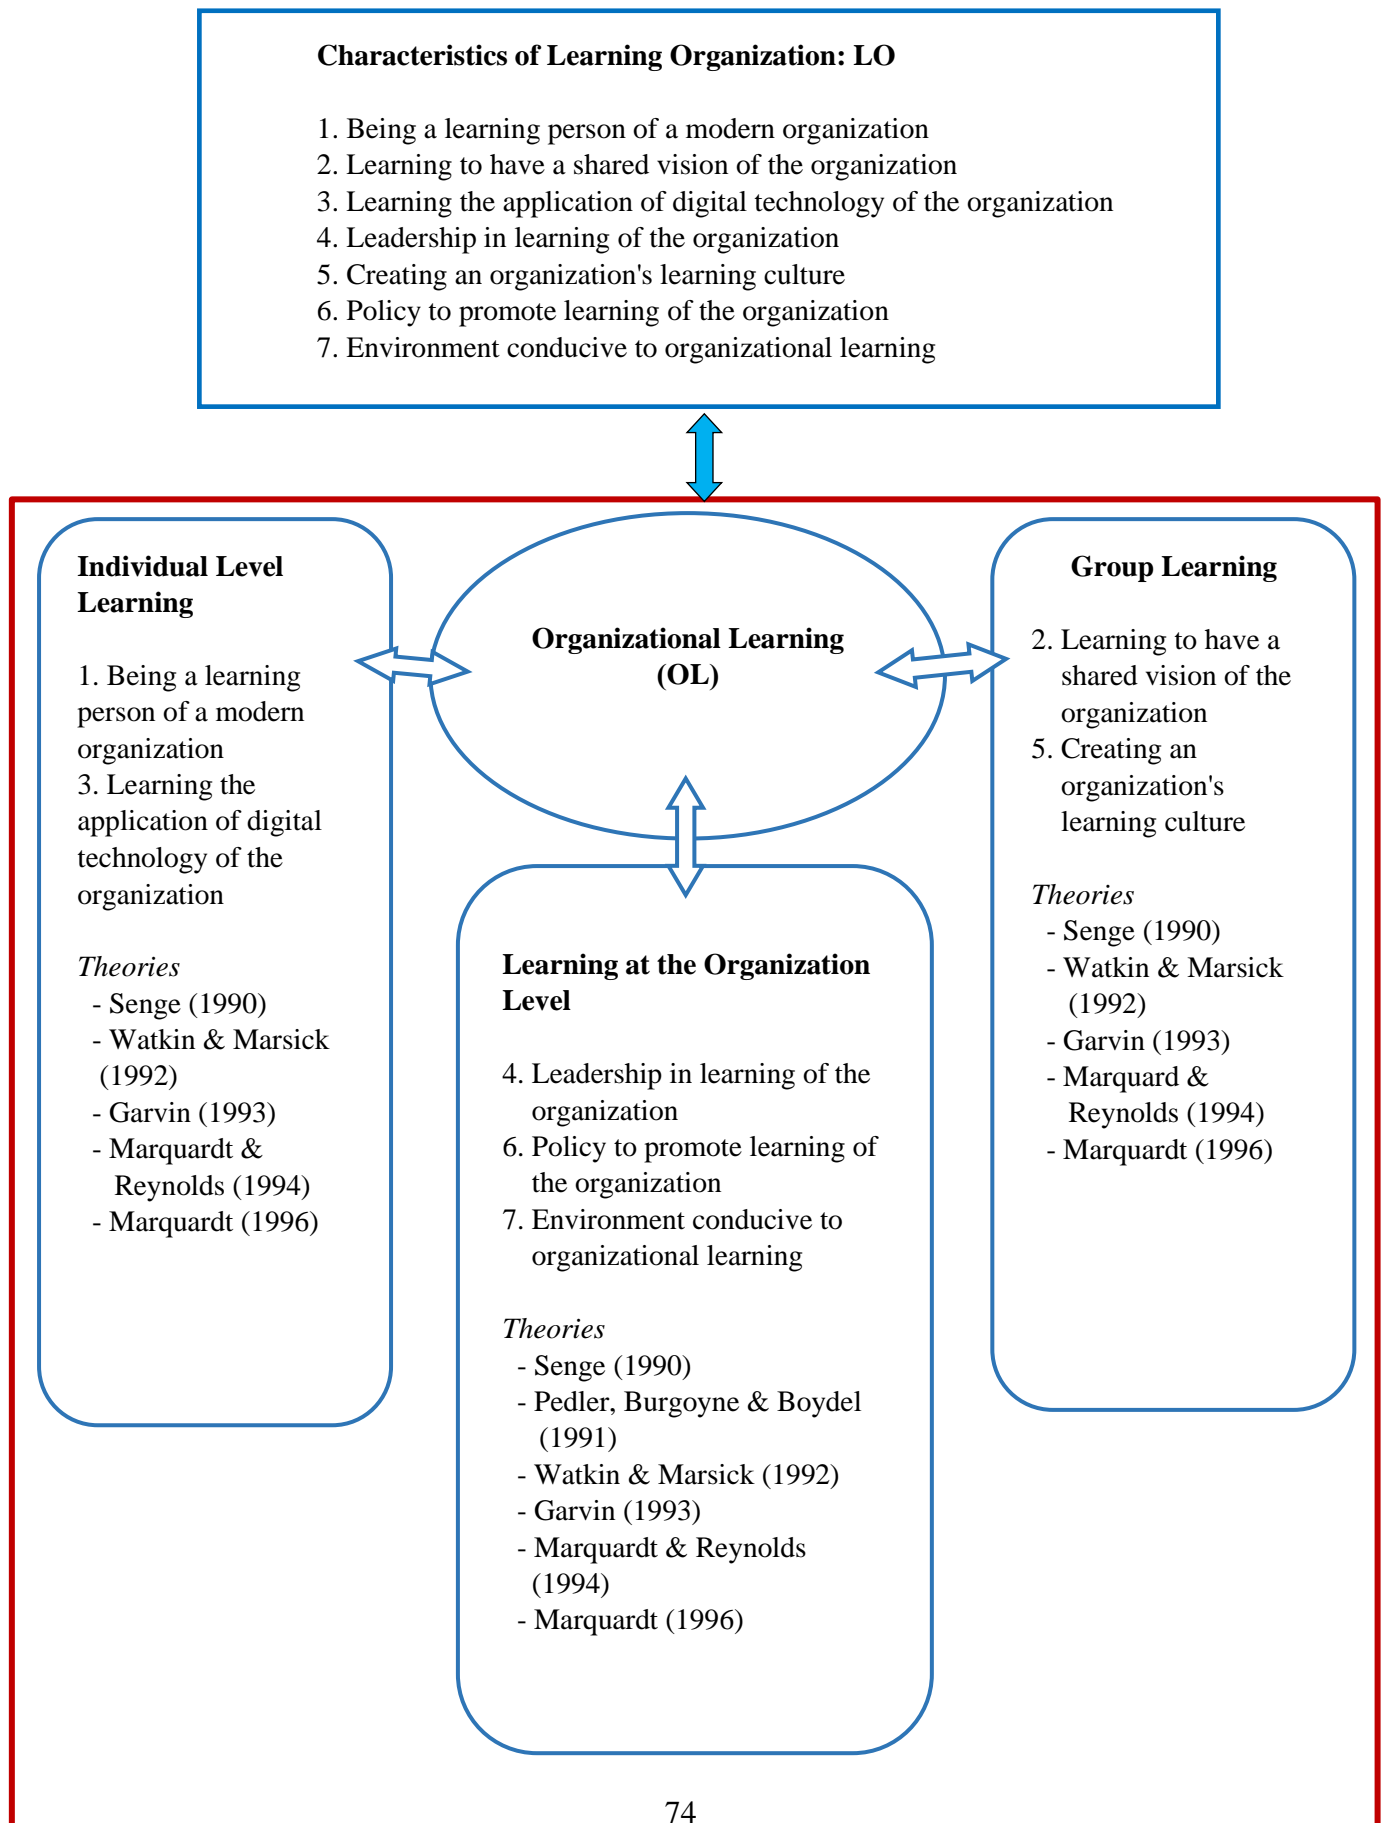 Characteristics of Learning Organization: LO
1. Being a learning person of a modern organization
2. Learning to have a shared vision of the organization
3. Learning the application of digital technology of the organization
4. Leadership in learning of the organization
5. Creating an organization's learning culture
6. Policy to promote learning of the organization
7. Environment conducive to organizational learning
Individual Level
Learning
1. Being a learning
person of a modern
organization
3. Learning the
application of digital
technology of the
organization
Theories
- Senge (1990)
- Watkin & Marsick
(1992)
- Garvin (1993)
- Marquardt &
Reynolds (1994)
- Marquardt (1996)
Organizational Learning
(OL)
Group Learning
2. Learning to have a
shared vision of the
organization
5. Creating an
organization's
learning culture
Theories
- Senge (1990)
- Watkin & Marsick
(1992)
- Garvin (1993)
- Marquard &
Reynolds (1994)
- Marquardt (1996)
Learning at the Organization
Level
4. Leadership in learning of the
organization
6. Policy to promote learning of
the organization
7. Environment conducive to
organizational learning
Theories
- Senge (1990)
- Pedler, Burgoyne & Boydel
(1991)
- Watkin & Marsick (1992)
- Garvin (1993)
- Marquardt & Reynolds
(1994)
- Marquardt (1996)
74